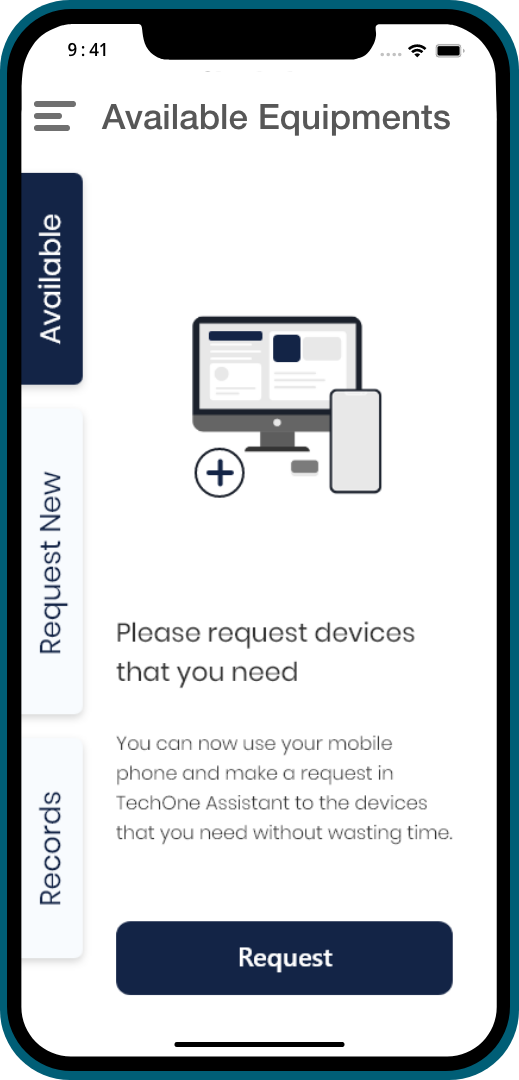 9:41
Available Equipments
Available
Request New
Records
Please request devices
that you need
You can now use your mobile
phone and make a request in
TechOne Assistant to the devices
that you need without wasting time.
Request